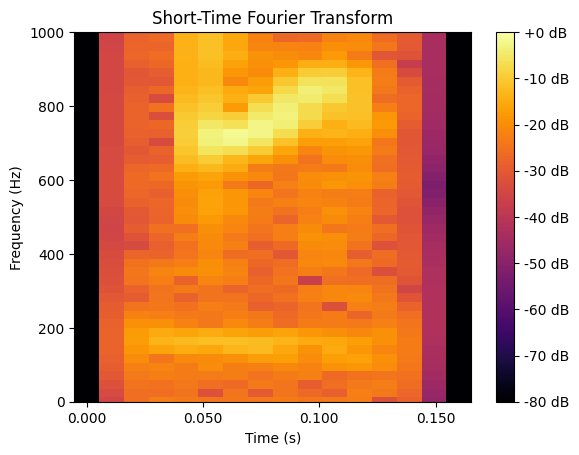 Short-Time Fourier Transform
1000
800
600
400
200
0
Frequency (Hz)
0.000
0.050
0.100
0.150
Time (s)
+0 dB
-10 dB
-20 dB
-30 dB
-40 dB
-50 dB
-60 dB
-70 dB
-80 dB